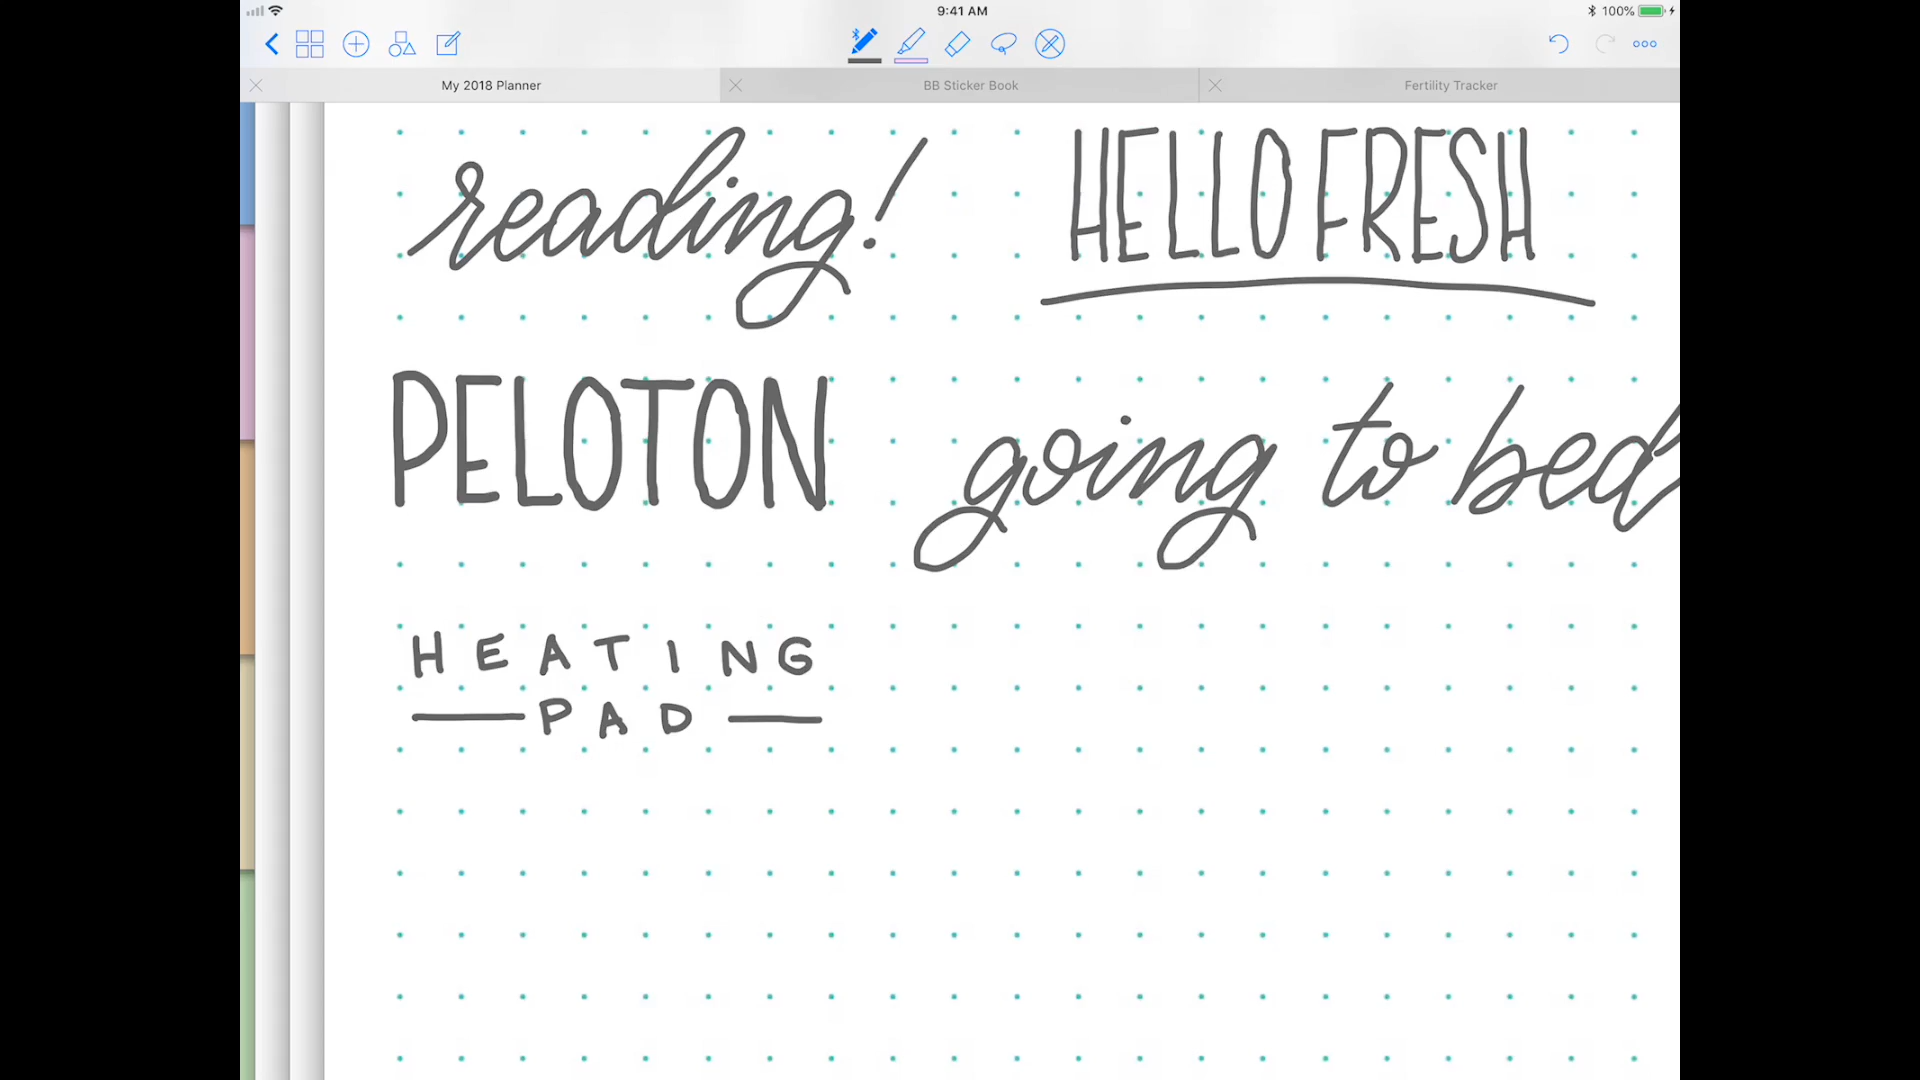 9:41 AM
100%
My 2018 Planner
BB Sticker Book
Fertility Tracker
reading!
HELLO FRESH
PELOTON
going to bed
HEATING
PAD